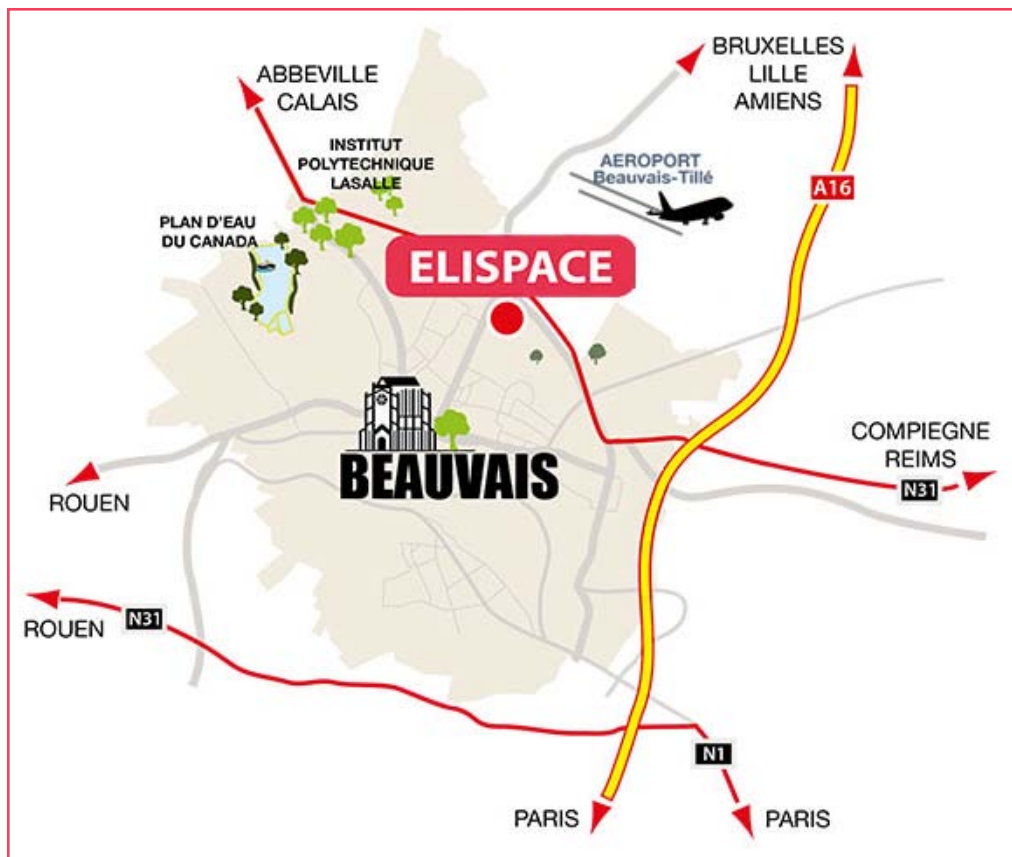 BRUXELLES
LILLE
AMIENS
ABBEVILLE
CALAIS
INSTITUT
POLYTECHNIQUE
LASALLE
AEROPORT
Beauvais-Tillé
A16
PLAN D'EAU
DU CANADA
ELISPACE
BEAUVAIS
COMPIEGNE
REIMS
N31
ROUEN
N31
ROUEN
N1
PARIS
PARIS